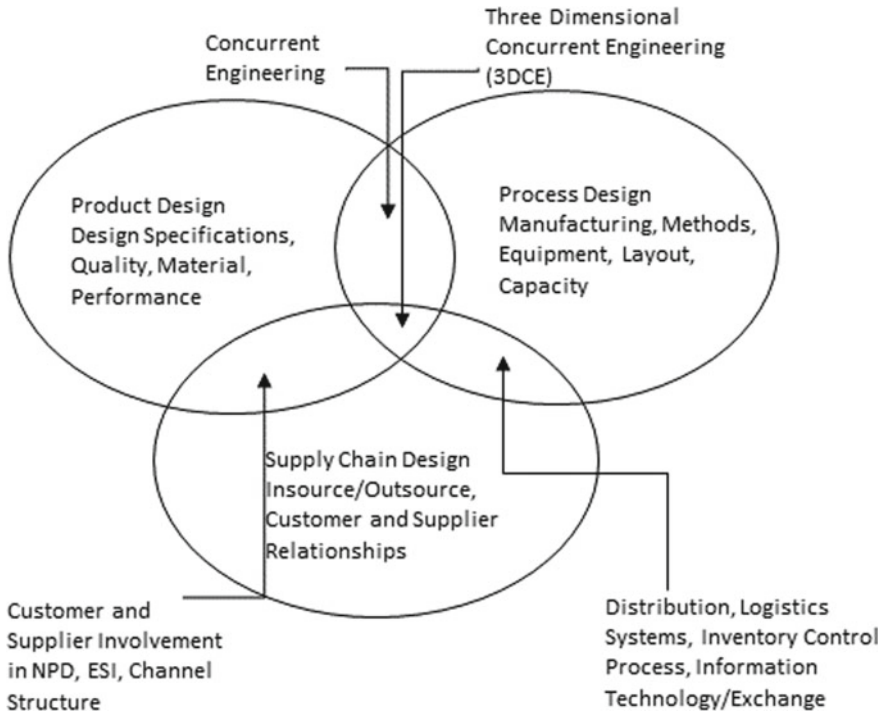 Concurrent
Engineering
Three Dimensional
Concurrent Engineering
(3DCE)
Product Design
Design Specifications,
Quality, Material,
Performance
Process Design
Manufacturing, Methods,
Equipment, Layout,
Capacity
Supply Chain Design
Insource/Outsource,
Customer and Supplier
Relationships
Customer and
Supplier Involvement
in NPD, ESI, Channel
Structure
Distribution, Logistics
Systems, Inventory Control
Process, Information
Technology/Exchange